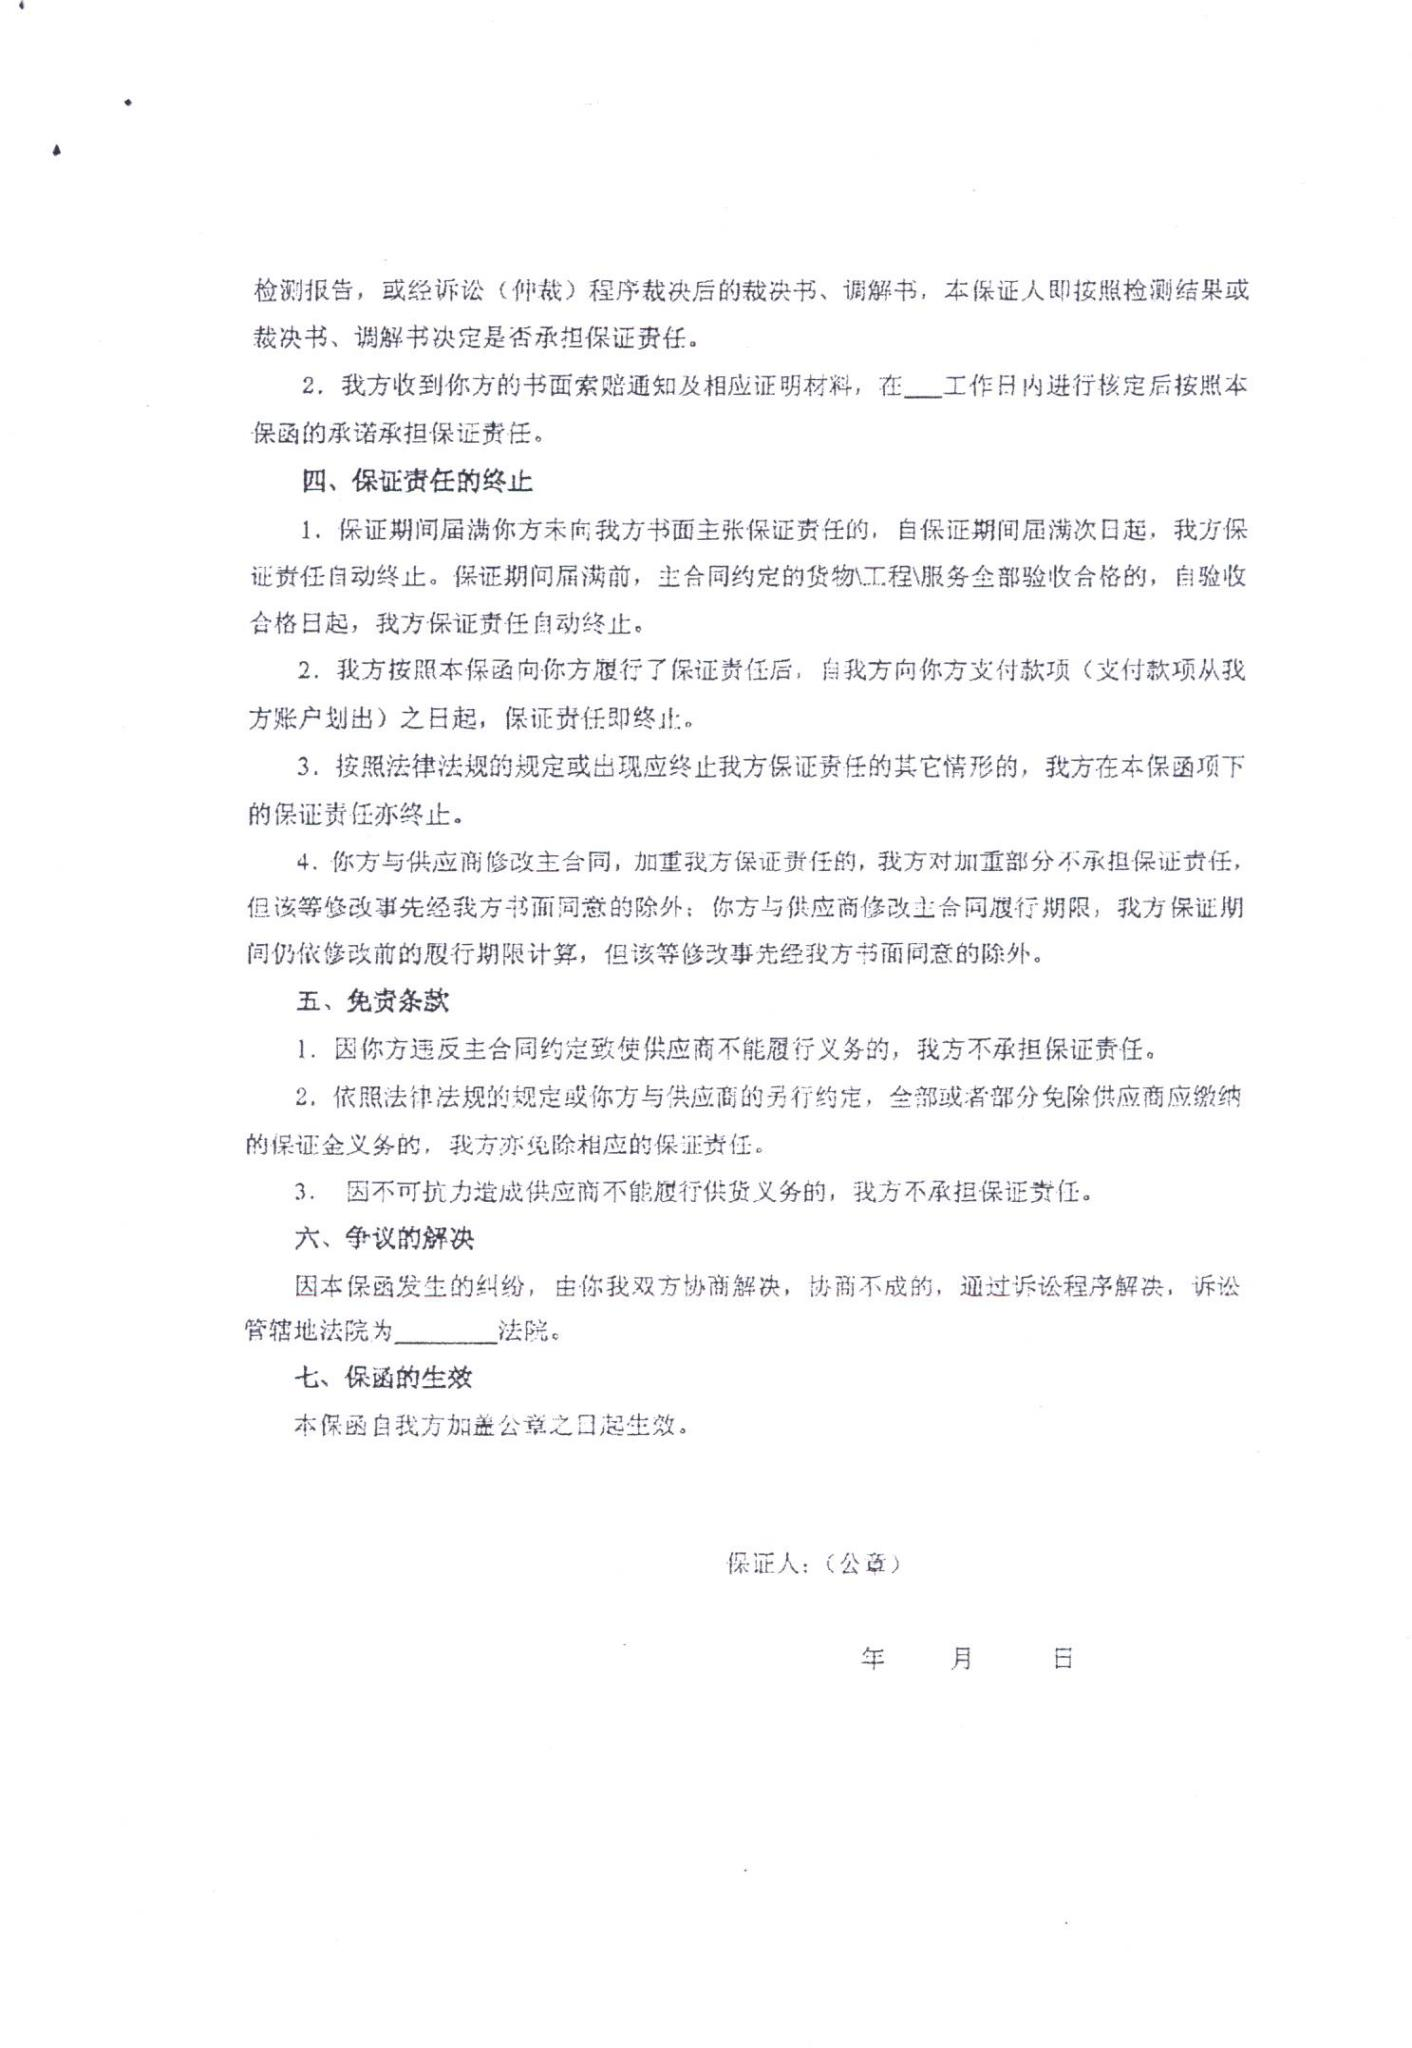 检测报告，或经诉讼（仲裁）程序裁决后的裁决书、调解书，本保证人即按照检测结果或
裁决书、调解书决定是否承担保证责任。
2．我方收到你方的书面索赔通知及相应证明材料，在___工作日内进行核定后按照本
保函的承诺承担保证责任。
四、保证责任的终止
1．保证期间届满你方未向我方书面主张保证责任的，自保证期间届满次日起，我方保
证责任自动终止。保证期间届满前，主合同约定的货物\工程\服务全部验收合格的，自验收
合格日起，我方保证责任自动终止。
2．我方按照本保函向你方履行了保证责任后，自我方向你方支付款项（支付款项从我
方账户划出）之日起，保证责任即终止。
3．按照法律法规的规定或出现应终止我方保证责任的其它情形的，我方在本保函项下
的保证责任亦终止。
4．你方与供应商修改主合同，加重我方保证责任的，我方对加重部分不承担保证责任，
但该等修改事先经我方书面同意的除外；你方与供应商修改主合同履行期限，我方保证期
间仍依修改前的履行期限计算，但该等修改事先经我方书面同意的除外。
五、免责条款
1．因你方违反主合同约定致使供应商不能履行义务的，我方不承担保证责任。
2．依照法律法规的规定或你方与供应商的另行约定，全部或者部分免除供应商应缴纳
的保证金义务的，我方亦免除相应的保证责任。
3． 因不可抗力造成供应商不能履行供货义务的，我方不承担保证责任。
六、争议的解决
因本保函发生的纠纷，由你我双方协商解决，协商不成的，通过诉讼程序解决，诉讼
管辖地法院为________法院。
七、保函的生效
本保函自我方加盖公章之日起生效。
保证人：（公章）
年 月 日